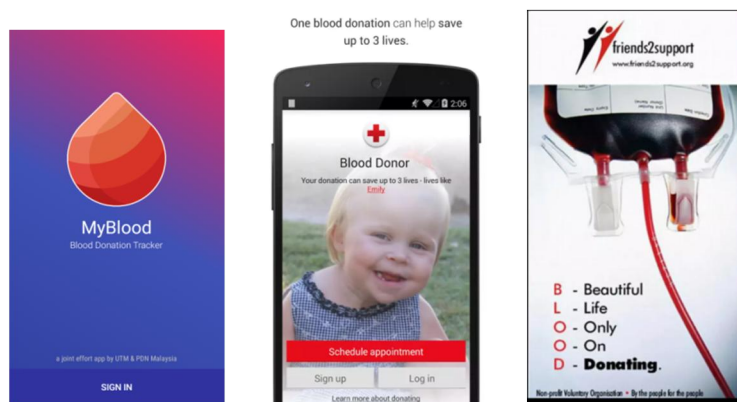 MyBlood
Blood Donation Tracker
a joint effort app by UTM & PDN Malaysia
SIGN IN
One blood donation can help save
up to 3 lives.
2:06
Blood Donor
Your donation can save up to 3 lives - lives like
Emily
Schedule appointment
Sign up
Log in
Learn more about donating
friends2support
www.friends2support.org
B - Beautiful
L - Life
O - Only
O - On
D - Donating.
Non-profit Voluntary Organisation • By the people for the people